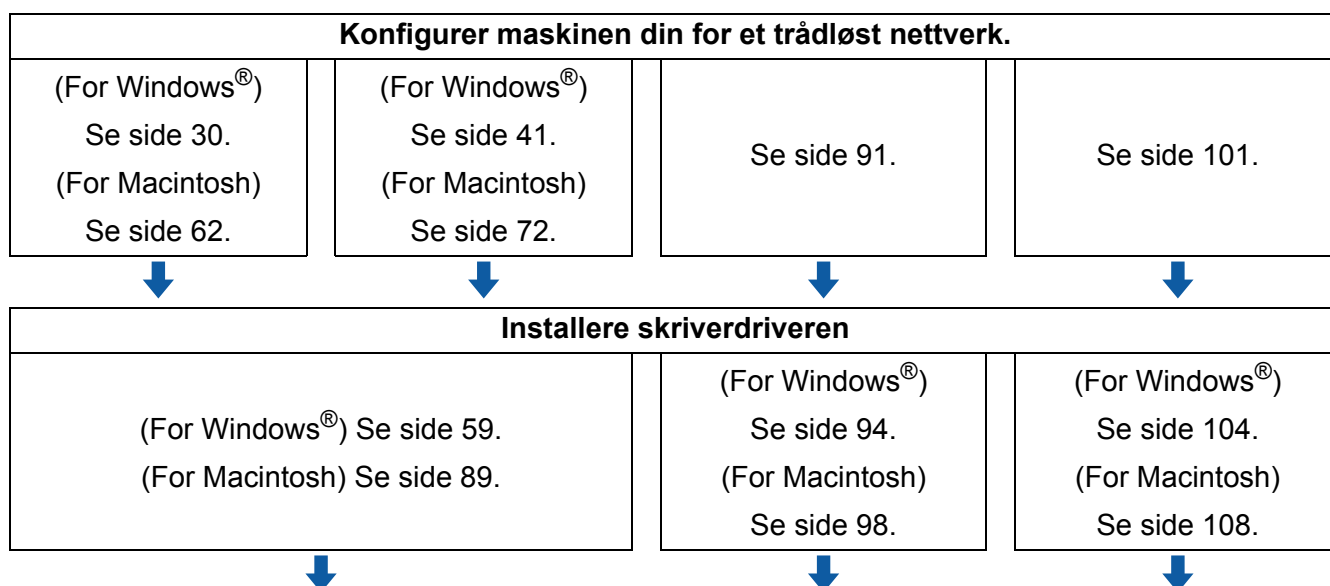 Konfigurer maskinen din for et trådløst nettverk.
(For Windows®)
Se side 30.
(For Macintosh)
Se side 62.
(For Windows®)
Se side 41.
(For Macintosh)
Se side 72.
Se side 91.
Se side 101.
Installere skriverdriveren
(For Windows®) Se side 59.
(For Macintosh) Se side 89.
(For Windows®)
Se side 94.
(For Macintosh)
Se side 98.
(For Windows®)
Se side 104.
(For Macintosh)
Se side 108.